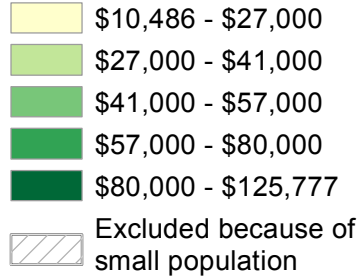 $10,486 - $27,000
$27,000 - $41,000
$41,000 - $57,000
$57,000 - $80,000
$80,000 - $125,777
Excluded because of
small population